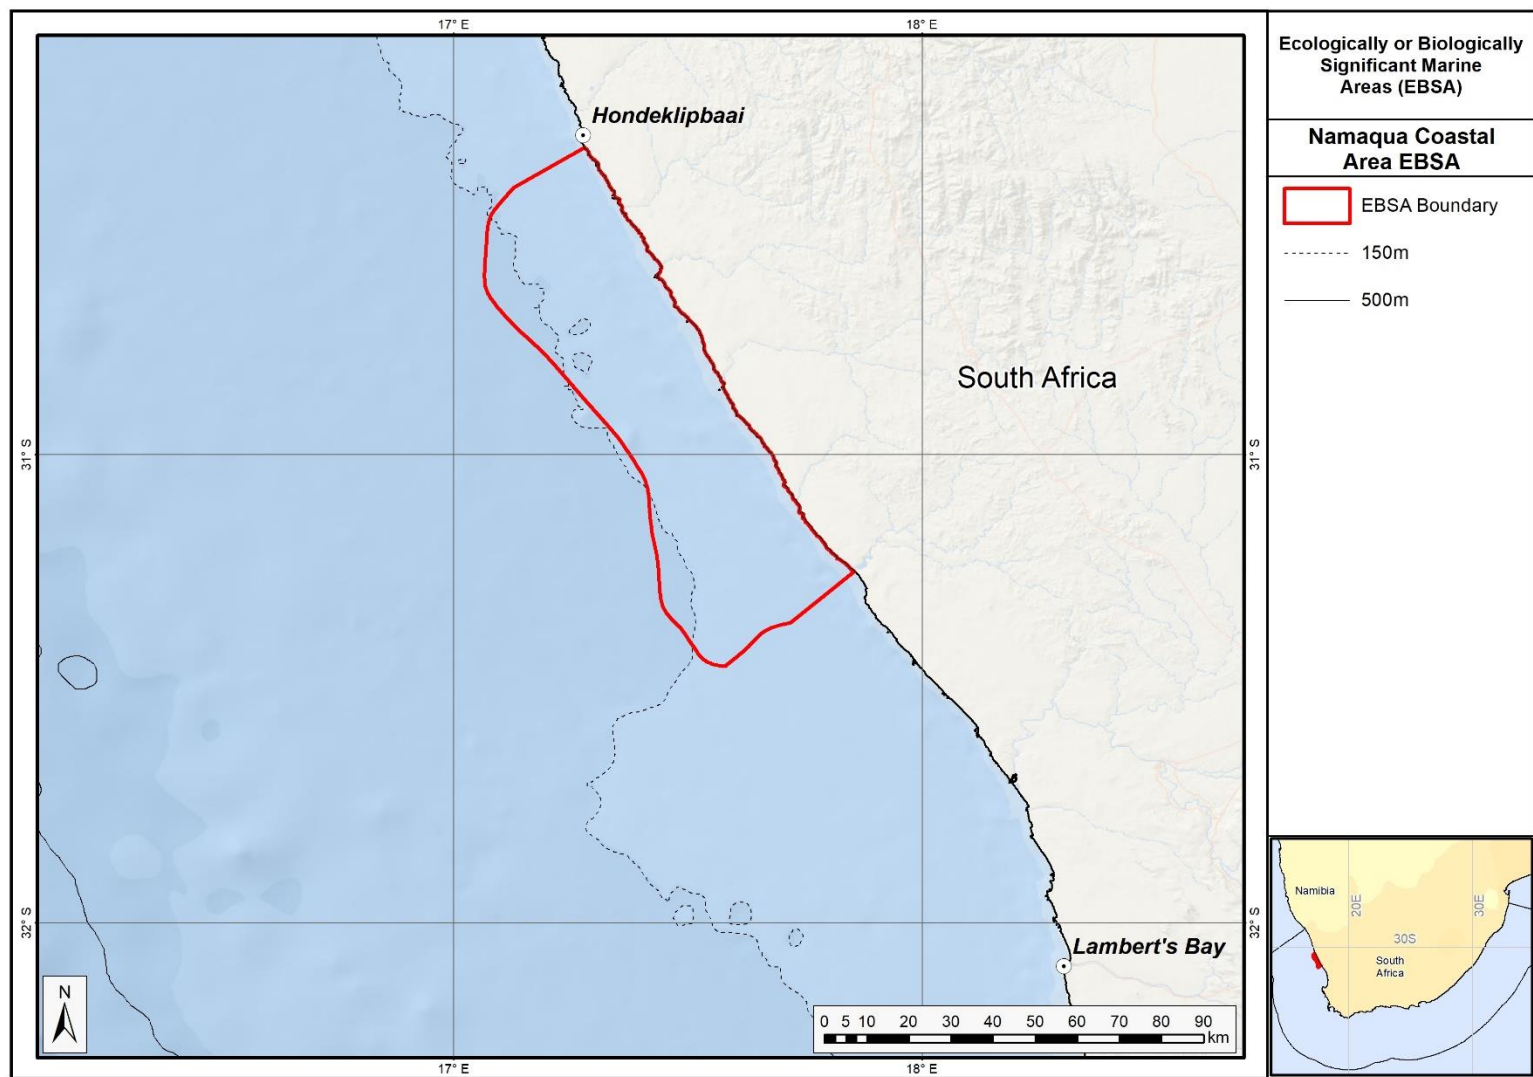 17° E
18° E
Hondeklipbaai
South Africa
31° S
31° S
32° S
32° S
Lambert's Bay
N
0 5 10 20 30 40 50 60 70 80 90
km
17° E
18° E
Ecologically or Biologically
Significant Marine
Areas (EBSA)
Namaqua Coastal
Area EBSA
EBSA Boundary
150m
500m
Namibia
20E
30E
30S
South
Africa